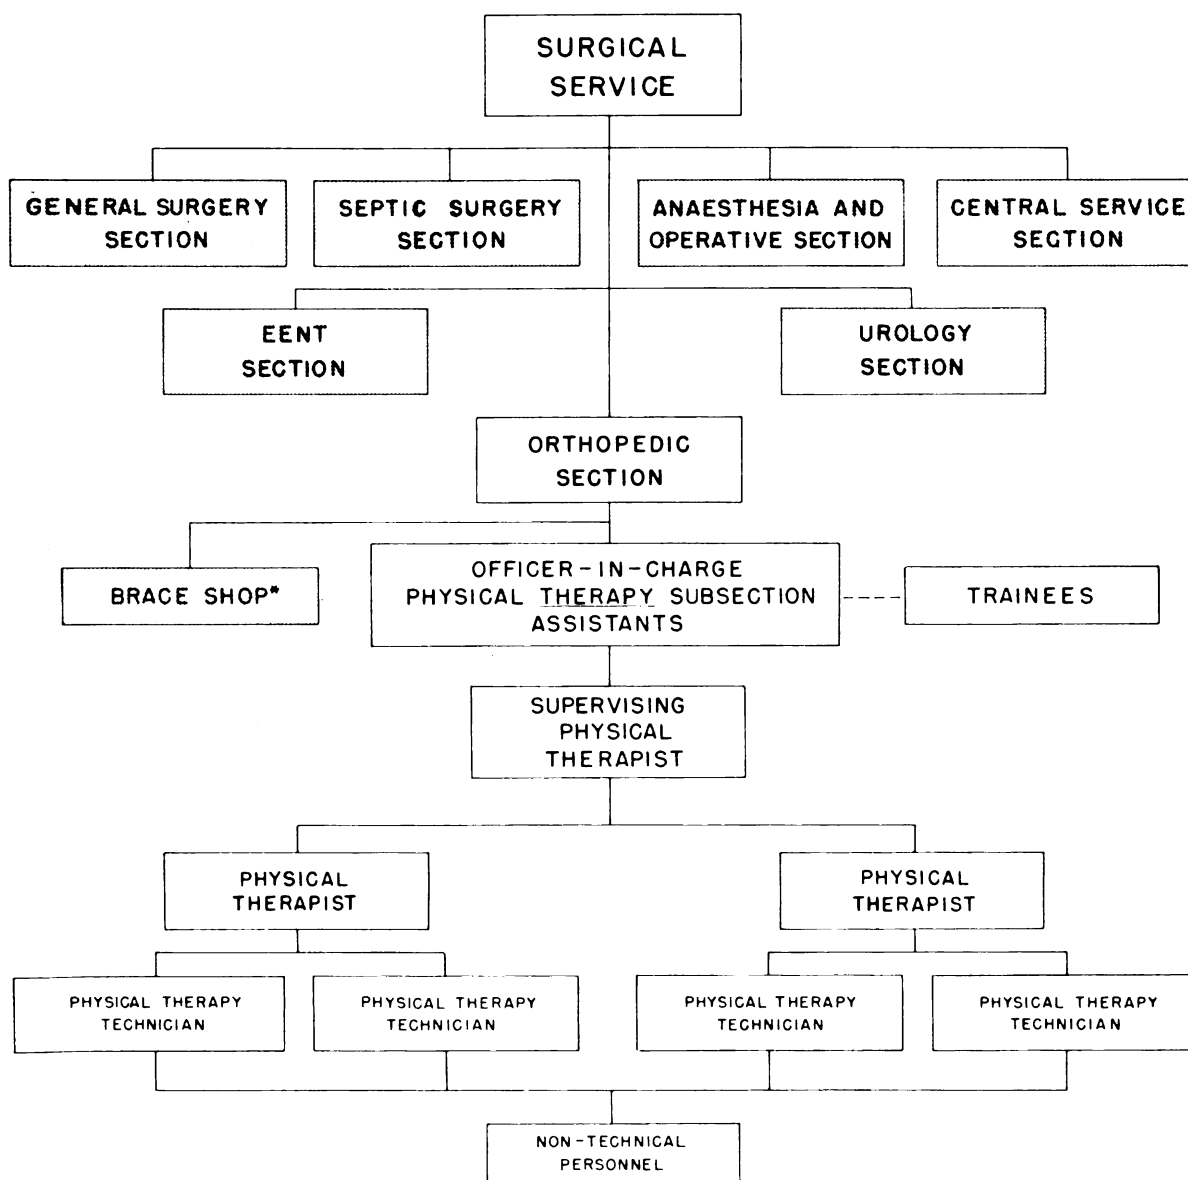 SURGICAL
SERVICE
GENERAL SURGERY
SECTION
SEPTIC SURGERY
SECTION
ANAESTHESIA AND
OPERATIVE SECTION
CENTRAL SERVICE
SECTION
EENT
SECTION
UROLOGY
SECTION
ORTHOPEDIC
SECTION
BRACE SHOP*
OFFICER-IN-CHARGE
PHYSICAL THERAPY SUBSECTION
ASSISTANTS
TRAINEES
SUPERVISING
PHYSICAL
THERAPIST
PHYSICAL
THERAPIST
PHYSICAL
THERAPIST
PHYSICAL THERAPY
TECHNICIAN
PHYSICAL THERAPY
TECHNICIAN
PHYSICAL THERAPY
TECHNICIAN
PHYSICAL THERAPY
TECHNICIAN
NON-TECHNICAL
PERSONNEL